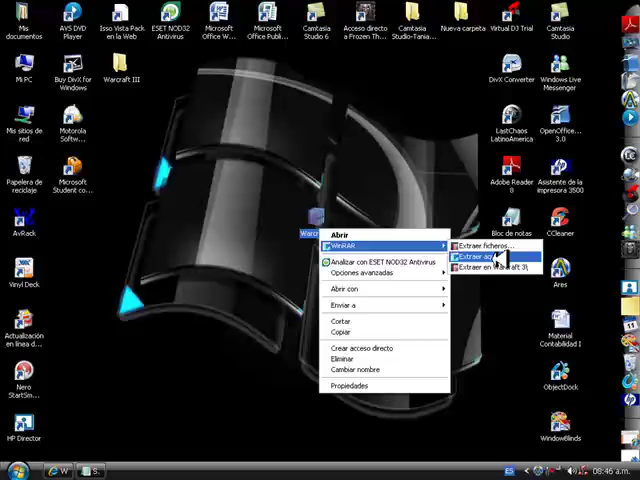 Mis
documentos
AVS DVD
Player
Isso Vista Pack
en la Web
ESET NOD32
Antivirus
Microsoft
Office W...
Microsoft
Office Publ...
Camtasia
Studio 6
Acceso directo
a Frozen Th...
Camtasia
Studio-Tania...
Nueva carpeta
Virtual DJ Trial
Camtasia
Studio
Mi PC
Buy DivX for
Windows
Warcraft III
DivX Converter
Windows Live
Messenger
Mis sitios de
red
Motorola
Softw...
LastChaos
LatinoAmerica
OpenOffice....
3.0
Papelera de
reciclaje
Microsoft
Student co...
Adobe Reader
8
Asistente de la
impresora 3500
AvRack
Bloc de notas
CCleaner
Abrir
WinRAR
Extraer ficheros...
Analizar con ESET NOD32 Antivirus
Extraer en Warcraft 3\
Opciones avanzadas
Vinyl Deck
Ares
Abrir con
Enviar a
Cortar
Copiar
Actualización
en línea d...
Material
Contabilidad I
Crear acceso directo
Eliminar
Cambiar nombre
Propiedades
Nero
StartSm...
ObjectDock
HP Director
WindowBlinds
W
S.
ES
08:46 a.m.